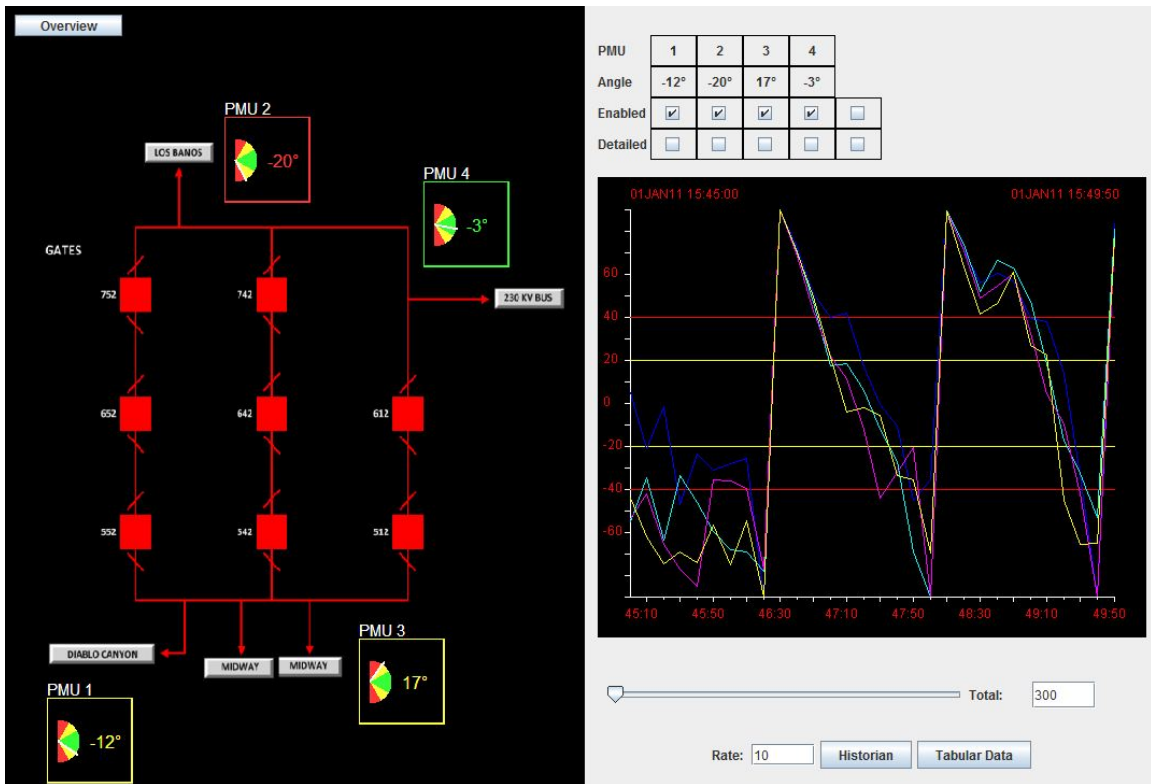 Overview
PMU 2
-20°
LOS BANOS
PMU 4
-3°
GATES
752
742
230 KV BUS
652
642
612
552
542
512
PMU 3
17°
DIABLO CANYON
MIDWAY
MIDWAY
PMU 1
-12°
PMU 1 2 3 4
Angle -12° -20° 17° -3°
Enabled
Detailed
01JAN11 15:45:00 01JAN11 15:49:50
60
40
20
0
-20
-40
-60
45:10 45:50 46:30 47:10 47:50 48:30 49:10 49:50
Total: 300
Rate: 10 Historian Tabular Data